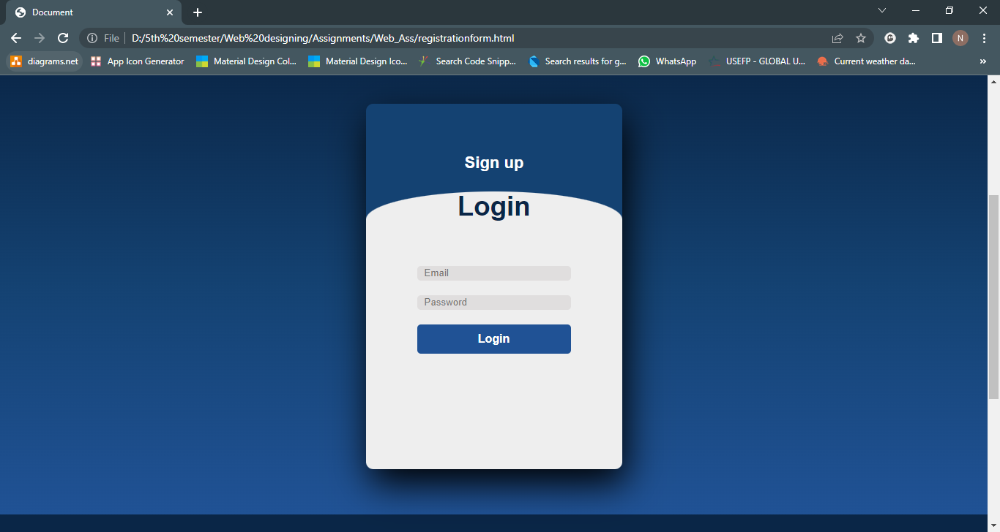 Document
File
D:/5th%20semester/Web%20designing/Assignments/Web_Ass/registrationform.html
N
diagrams.net App Icon Generator Material Design Col... Material Design Ico... Search Code Snipp... Search results for g... WhatsApp USEFP - GLOBAL U... Current weather da... »
Sign up
Login
Email
Password
Login